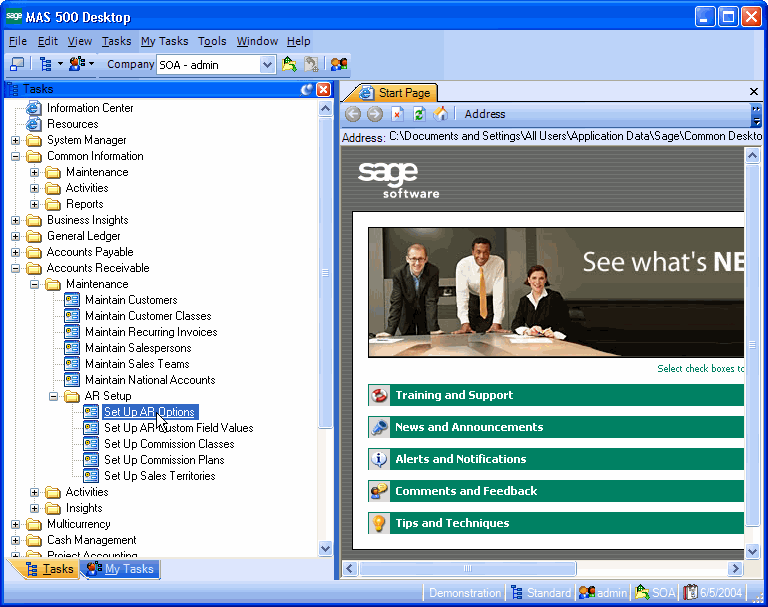 sage MAS 500 Desktop
File Edit View Tasks My Tasks Tools Window Help
Company SOA - admin
Tasks
Information Center
Resources
System Manager
Common Information
Maintenance
Activities
Reports
Business Insights
General Ledger
Accounts Payable
Accounts Receivable
Maintenance
Maintain Customers
Maintain Customer Classes
Maintain Recurring Invoices
Maintain Salespersons
Maintain Sales Teams
Maintain National Accounts
AR Setup
Set Up AR Options
Set Up AR Custom Field Values
Set Up Commission Classes
Set Up Commission Plans
Set Up Sales Territories
Activities
Insights
Multicurrency
Cash Management
Project Accounting
Tasks My Tasks
Start Page
Address
Address: C:\Documents and Settings\All Users\Application Data\Sage\Common Deskto
sage
software
See what's NE
Select check boxes to
Training and Support
News and Announcements
Alerts and Notifications
Comments and Feedback
Tips and Techniques
Demonstration Standard admin SOA 6/5/2004